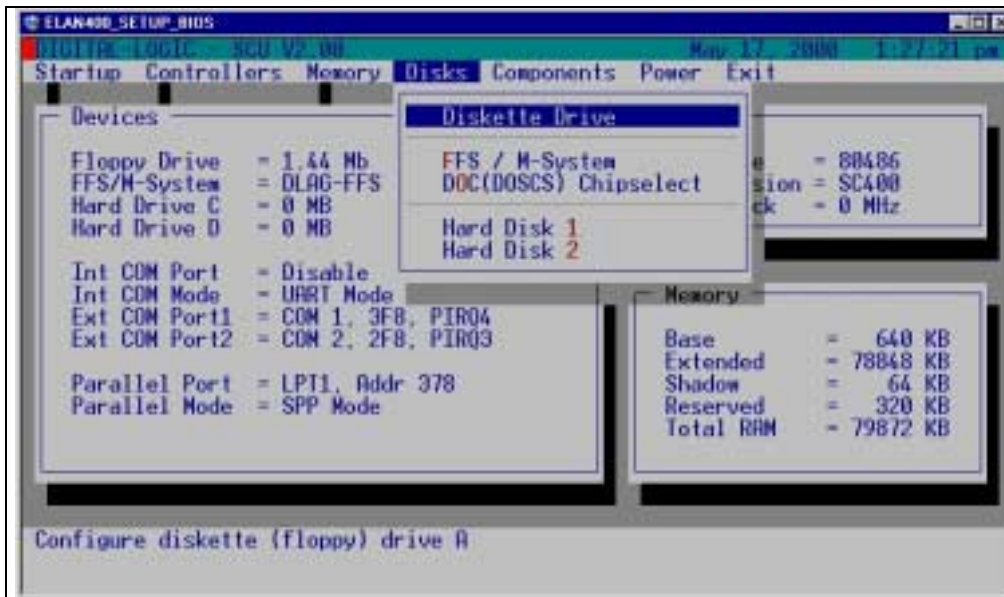 ELAN400_SETUP_BIOS
DIGITAL-LOGIC - SCU V2.00 May 17, 2000 1:27:21 pm
Startup Controllers Memory Disks Components Power Exit
Diskette Drive
FFS / M-System
DOC(DOSCS) Chipselect
Hard Disk 1
Hard Disk 2
Devices
Floppy Drive = 1.44 Mb
FFS/M-System = DLAG-FFS
Hard Drive C = 0 MB
Hard Drive D = 0 MB
Int COM Port = Disable
Int COM Mode = UART Mode
Ext COM Port1 = COM 1, 3F8, PIRQ4
Ext COM Port2 = COM 2, 2F8, PIRQ3
Parallel Port = LPT1, Addr 378
Parallel Mode = SPP Mode
= 80486
sion = SC400
ck = 0 MHz
Memory
Base = 640 KB
Extended = 78848 KB
Shadow = 64 KB
Reserved = 320 KB
Total RAM = 79872 KB
Configure diskette (floppy) drive A